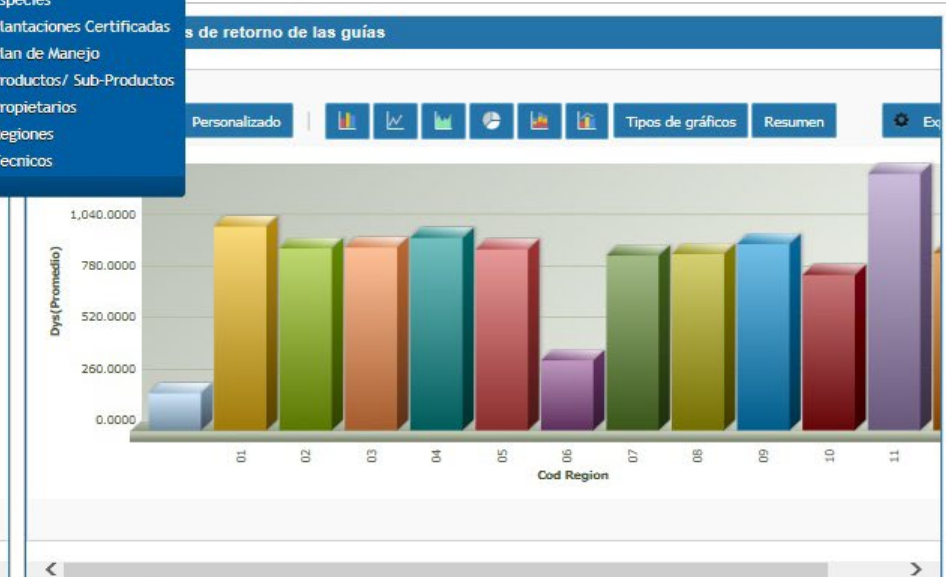 species
lantaciones Certificadas
lan de Manejo
roductos/ Sub-Productos
ropietarios
egiones
ecnicos
s de retorno de las guías
Personalizado
Tipos de gráficos
Resumen
Ex
1,040.0000
780.0000
520.0000
260.0000
0.0000
Dys(Promedio)
01 02 03 04 05 06 07 08 09 10 11
Cod Region